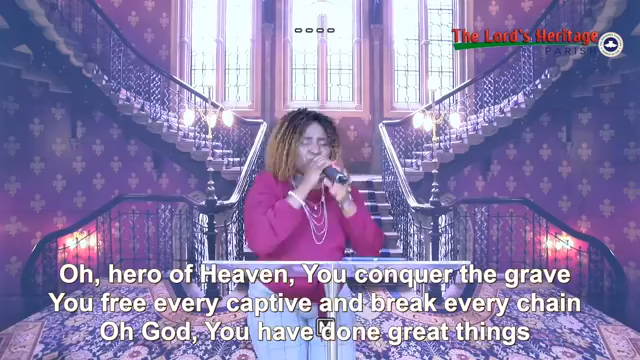 The Lord's Heritage
PARISH
Oh, hero of Heaven, You conquer the grave
You free every captive and break every chain
Oh God, You have done great things